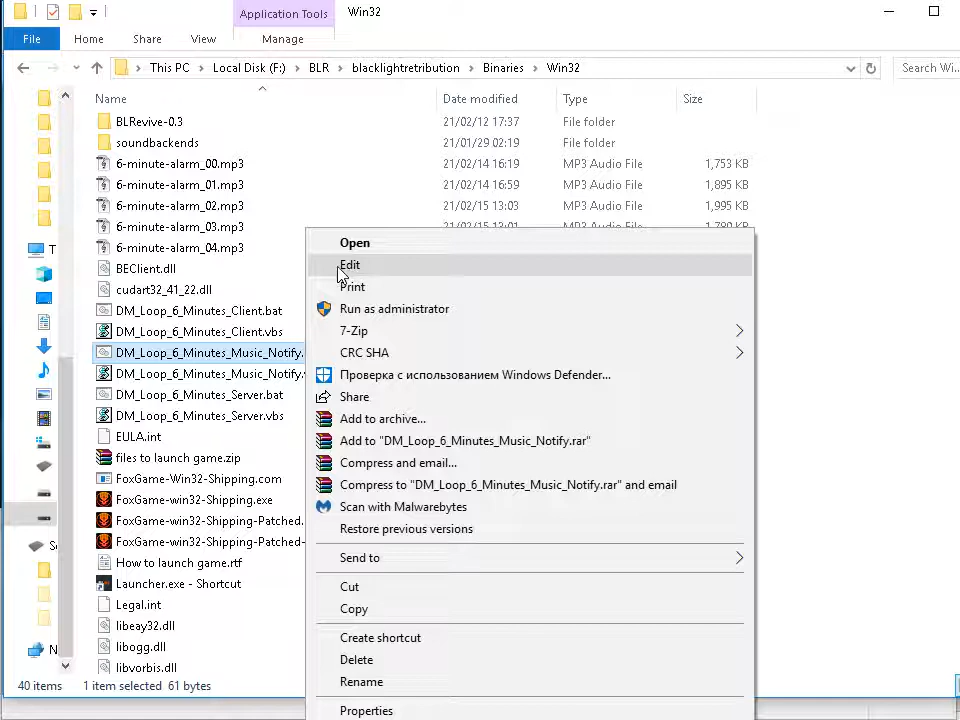 Application Tools Win32
File Home Share View Manage
This PC Local Disk (F:) BLR blacklightretribution Binaries Win32 Search Wi...
Name Date modified Type Size
BLRevive-0.3 21/02/12 17:37 File folder
soundbackends 21/01/29 02:19 File folder
6-minute-alarm_00.mp3 21/02/14 16:19 MP3 Audio File 1,753 KB
6-minute-alarm_01.mp3 21/02/14 16:59 MP3 Audio File 1,895 KB
6-minute-alarm_02.mp3 21/02/15 13:03 MP3 Audio File 1,995 KB
6-minute-alarm_03.mp3 21/02/15 13:01 MP3 Audio File 1,780 KB
6-minute-alarm_04.mp3
BEClient.dll
cudart32_41_22.dll
DM_Loop_6_Minutes_Client.bat
DM_Loop_6_Minutes_Client.vbs
DM_Loop_6_Minutes_Music_Notify.
DM_Loop_6_Minutes_Music_Notify.
DM_Loop_6_Minutes_Server.bat
DM_Loop_6_Minutes_Server.vbs
EULA.int
files to launch game.zip
FoxGame-Win32-Shipping.com
FoxGame-win32-Shipping.exe
FoxGame-win32-Shipping-Patched.
FoxGame-win32-Shipping-Patched-
How to launch game.rtf
Launcher.exe - Shortcut
Legal.int
libeay32.dll
libogg.dll
libvorbis.dll
T
S
N
Open
Edit
Print
Run as administrator
7-Zip
CRC SHA
Проверка с использованием Windows Defender...
Share
Add to archive...
Add to "DM_Loop_6_Minutes_Music_Notify.rar"
Compress and email...
Compress to "DM_Loop_6_Minutes_Music_Notify.rar" and email
Scan with Malwarebytes
Restore previous versions
Send to
Cut
Copy
Create shortcut
Delete
Rename
Properties
40 items 1 item selected 61 bytes